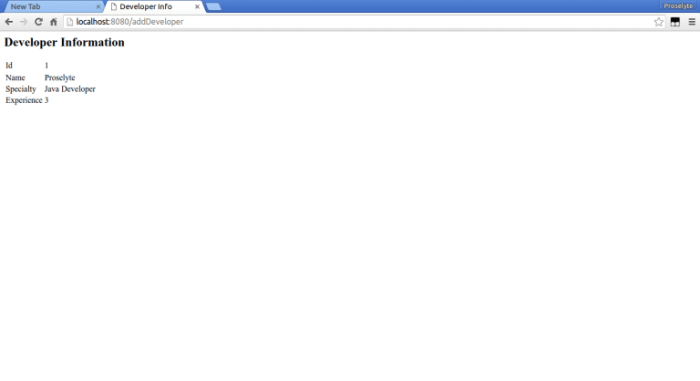 New Tab
Developer Info
Proselyte
localhost:8080/addDeveloper
Developer Information
Id 1
Name Proselyte
Specialty Java Developer
Experience 3